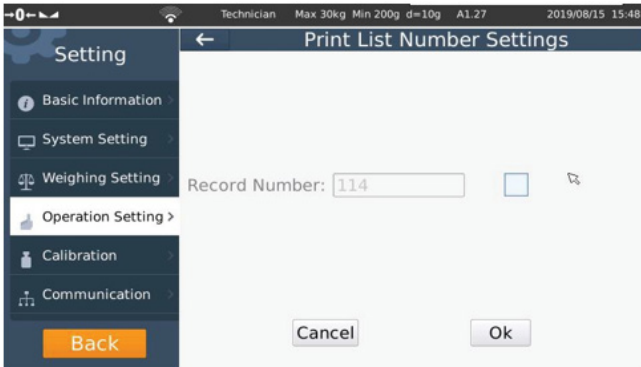 →0← Technician Max 30kg Min 200g d=10g A1.27 2019/08/15 15:48
Setting
← Print List Number Settings
Basic Information >
System Setting >
Weighing Setting >
Operation Setting >
Calibration >
Communication >
Back
Record Number: 114
Cancel Ok